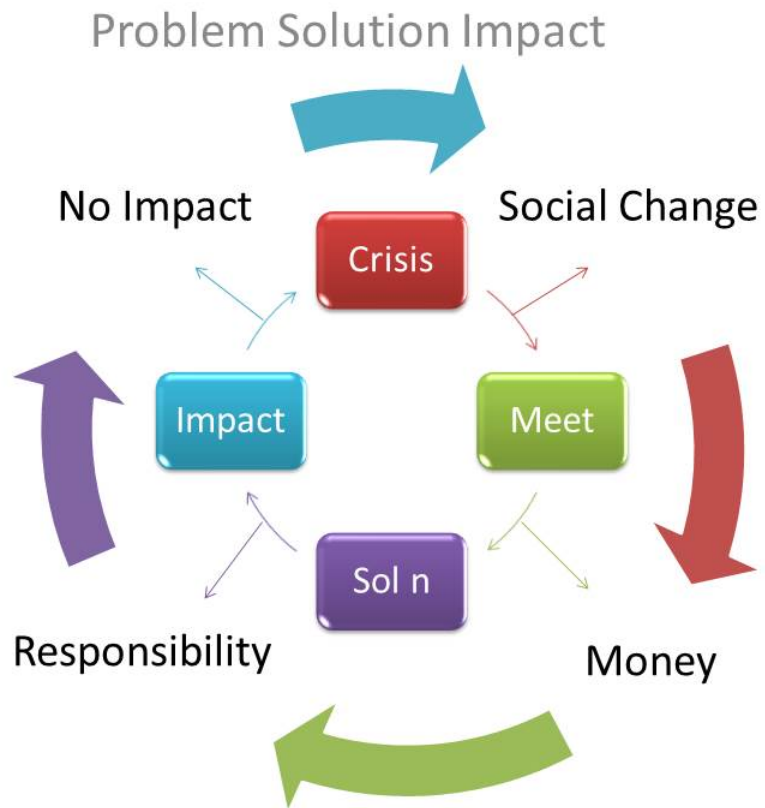 Problem Solution Impact
No Impact
Social Change
Crisis
Impact
Meet
Sol n
Responsibility
Money